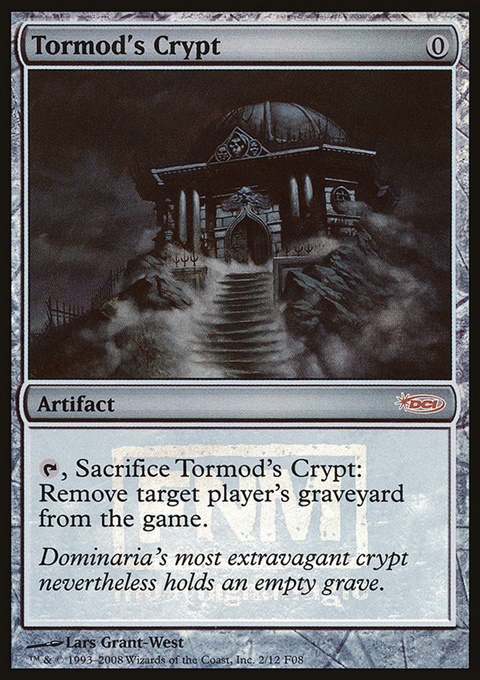 Tormod's Crypt 0
Artifact DCI
, Sacrifice Tormod's Crypt:
Remove target player's graveyard
from the game.
FNM
Dominaria's most extravagant crypt
nevertheless holds an empty grave.
Lars Grant-West
™ & © 1993–2008 Wizards of the Coast, Inc. 2/12 F08